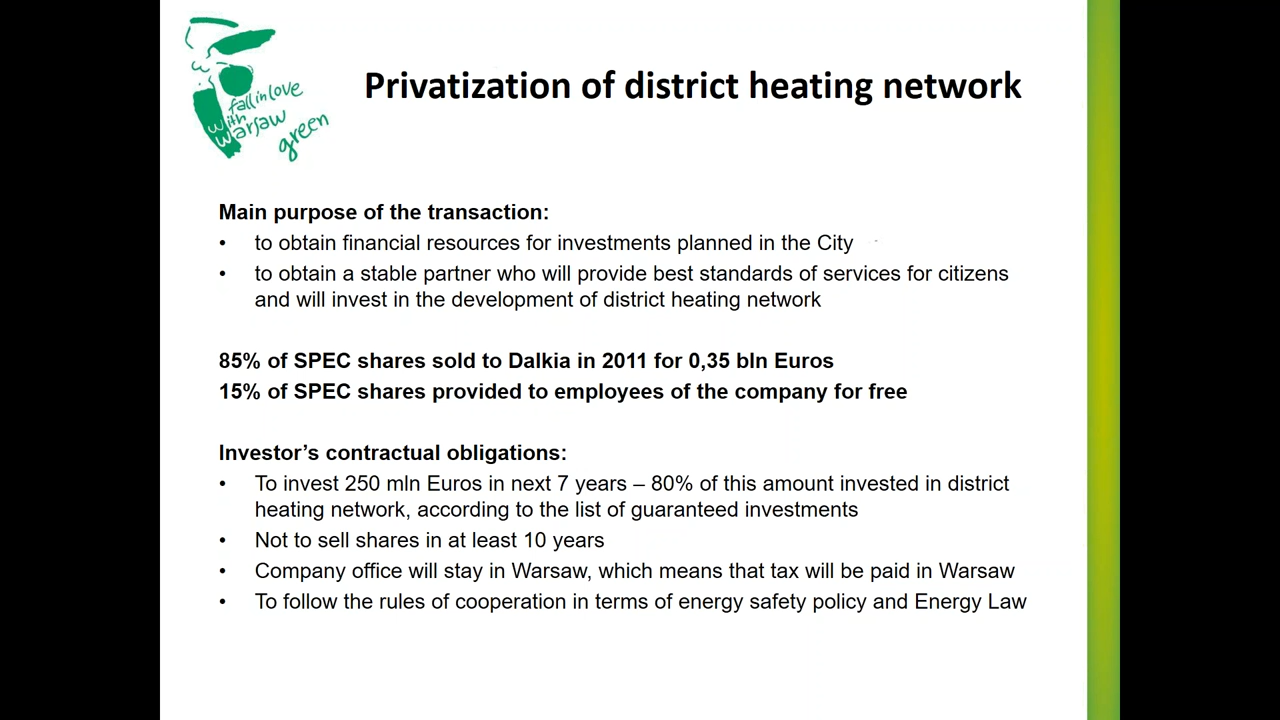 fall in love
with
warsaw
green
Privatization of district heating network
Main purpose of the transaction:
• to obtain financial resources for investments planned in the City
• to obtain a stable partner who will provide best standards of services for citizens
and will invest in the development of district heating network
85% of SPEC shares sold to Dalkia in 2011 for 0,35 bln Euros
15% of SPEC shares provided to employees of the company for free
Investor’s contractual obligations:
• To invest 250 mln Euros in next 7 years – 80% of this amount invested in district
heating network, according to the list of guaranteed investments
• Not to sell shares in at least 10 years
• Company office will stay in Warsaw, which means that tax will be paid in Warsaw
• To follow the rules of cooperation in terms of energy safety policy and Energy Law